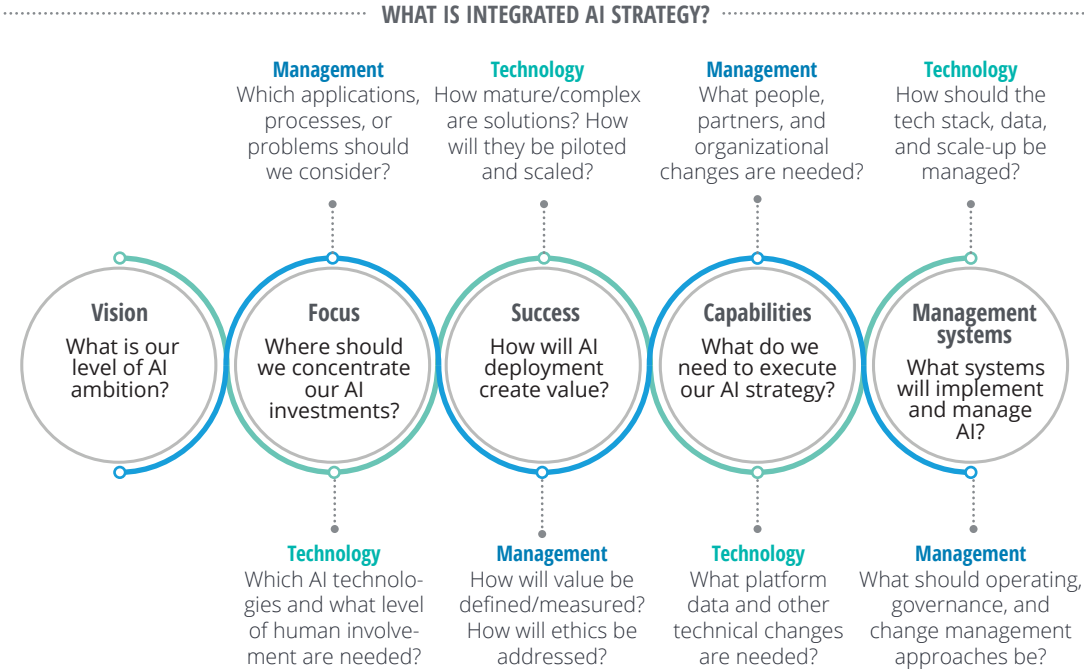 WHAT IS INTEGRATED AI STRATEGY?
Management
Which applications,
processes, or
problems should
we consider?
Technology
How mature/complex
are solutions? How
will they be piloted
and scaled?
Management
What people,
partners, and
organizational
changes are needed?
Technology
How should the
tech stack, data,
and scale-up be
managed?
Vision
What is our
level of AI
ambition?
Focus
Where should
we concentrate
our AI
investments?
Success
How will AI
deployment
create value?
Capabilities
What do we
need to execute
our AI strategy?
Management
systems
What systems
will implement
and manage
AI?
Technology
Which AI technolo-
gies and what level
of human involve-
ment are needed?
Management
How will value be
defined/measured?
How will ethics be
addressed?
Technology
What platform
data and other
technical changes
are needed?
Management
What should operating,
governance, and
change management
approaches be?